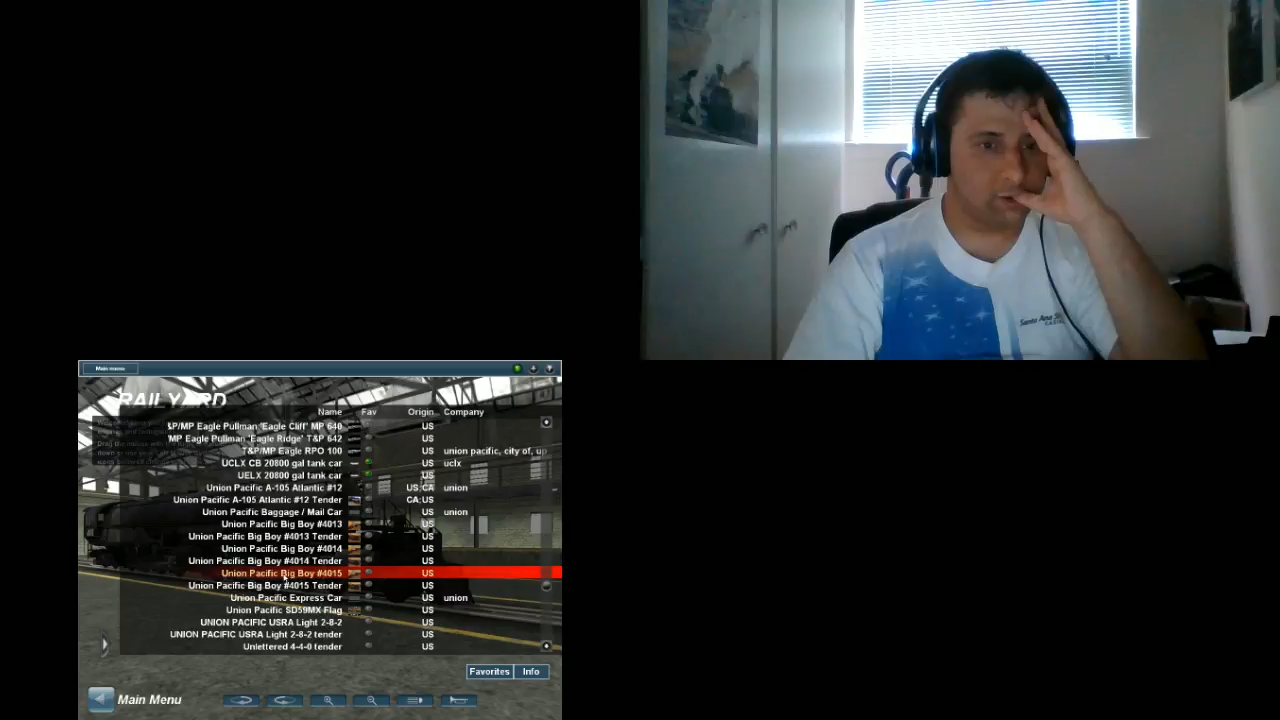 Santa Ana St
Main menu
RAILYARD
Name Fav Origin Company
T&P/MP Eagle Pullman 'Eagle Cliff' MP 640 US
MP Eagle Pullman 'Eagle Ridge' T&P 642 US
T&P/MP Eagle RPO 100 US union pacific, city of, up
UCLX CB 20800 gal tank car US uclx
UELX 20800 gal tank car US
Union Pacific A-105 Atlantic #12 US;CA union
Union Pacific A-105 Atlantic #12 Tender CA;US
Union Pacific Baggage / Mail Car US union
Union Pacific Big Boy #4013 US
Union Pacific Big Boy #4013 Tender US
Union Pacific Big Boy #4014 US
Union Pacific Big Boy #4014 Tender US
Union Pacific Big Boy #4015 US
Union Pacific Big Boy #4015 Tender US
Union Pacific Express Car US union
Union Pacific SD59MX Flag US
UNION PACIFIC USRA Light 2-8-2 US
UNION PACIFIC USRA Light 2-8-2 tender US
Unlettered 4-4-0 tender US
Favorites Info
Main Menu